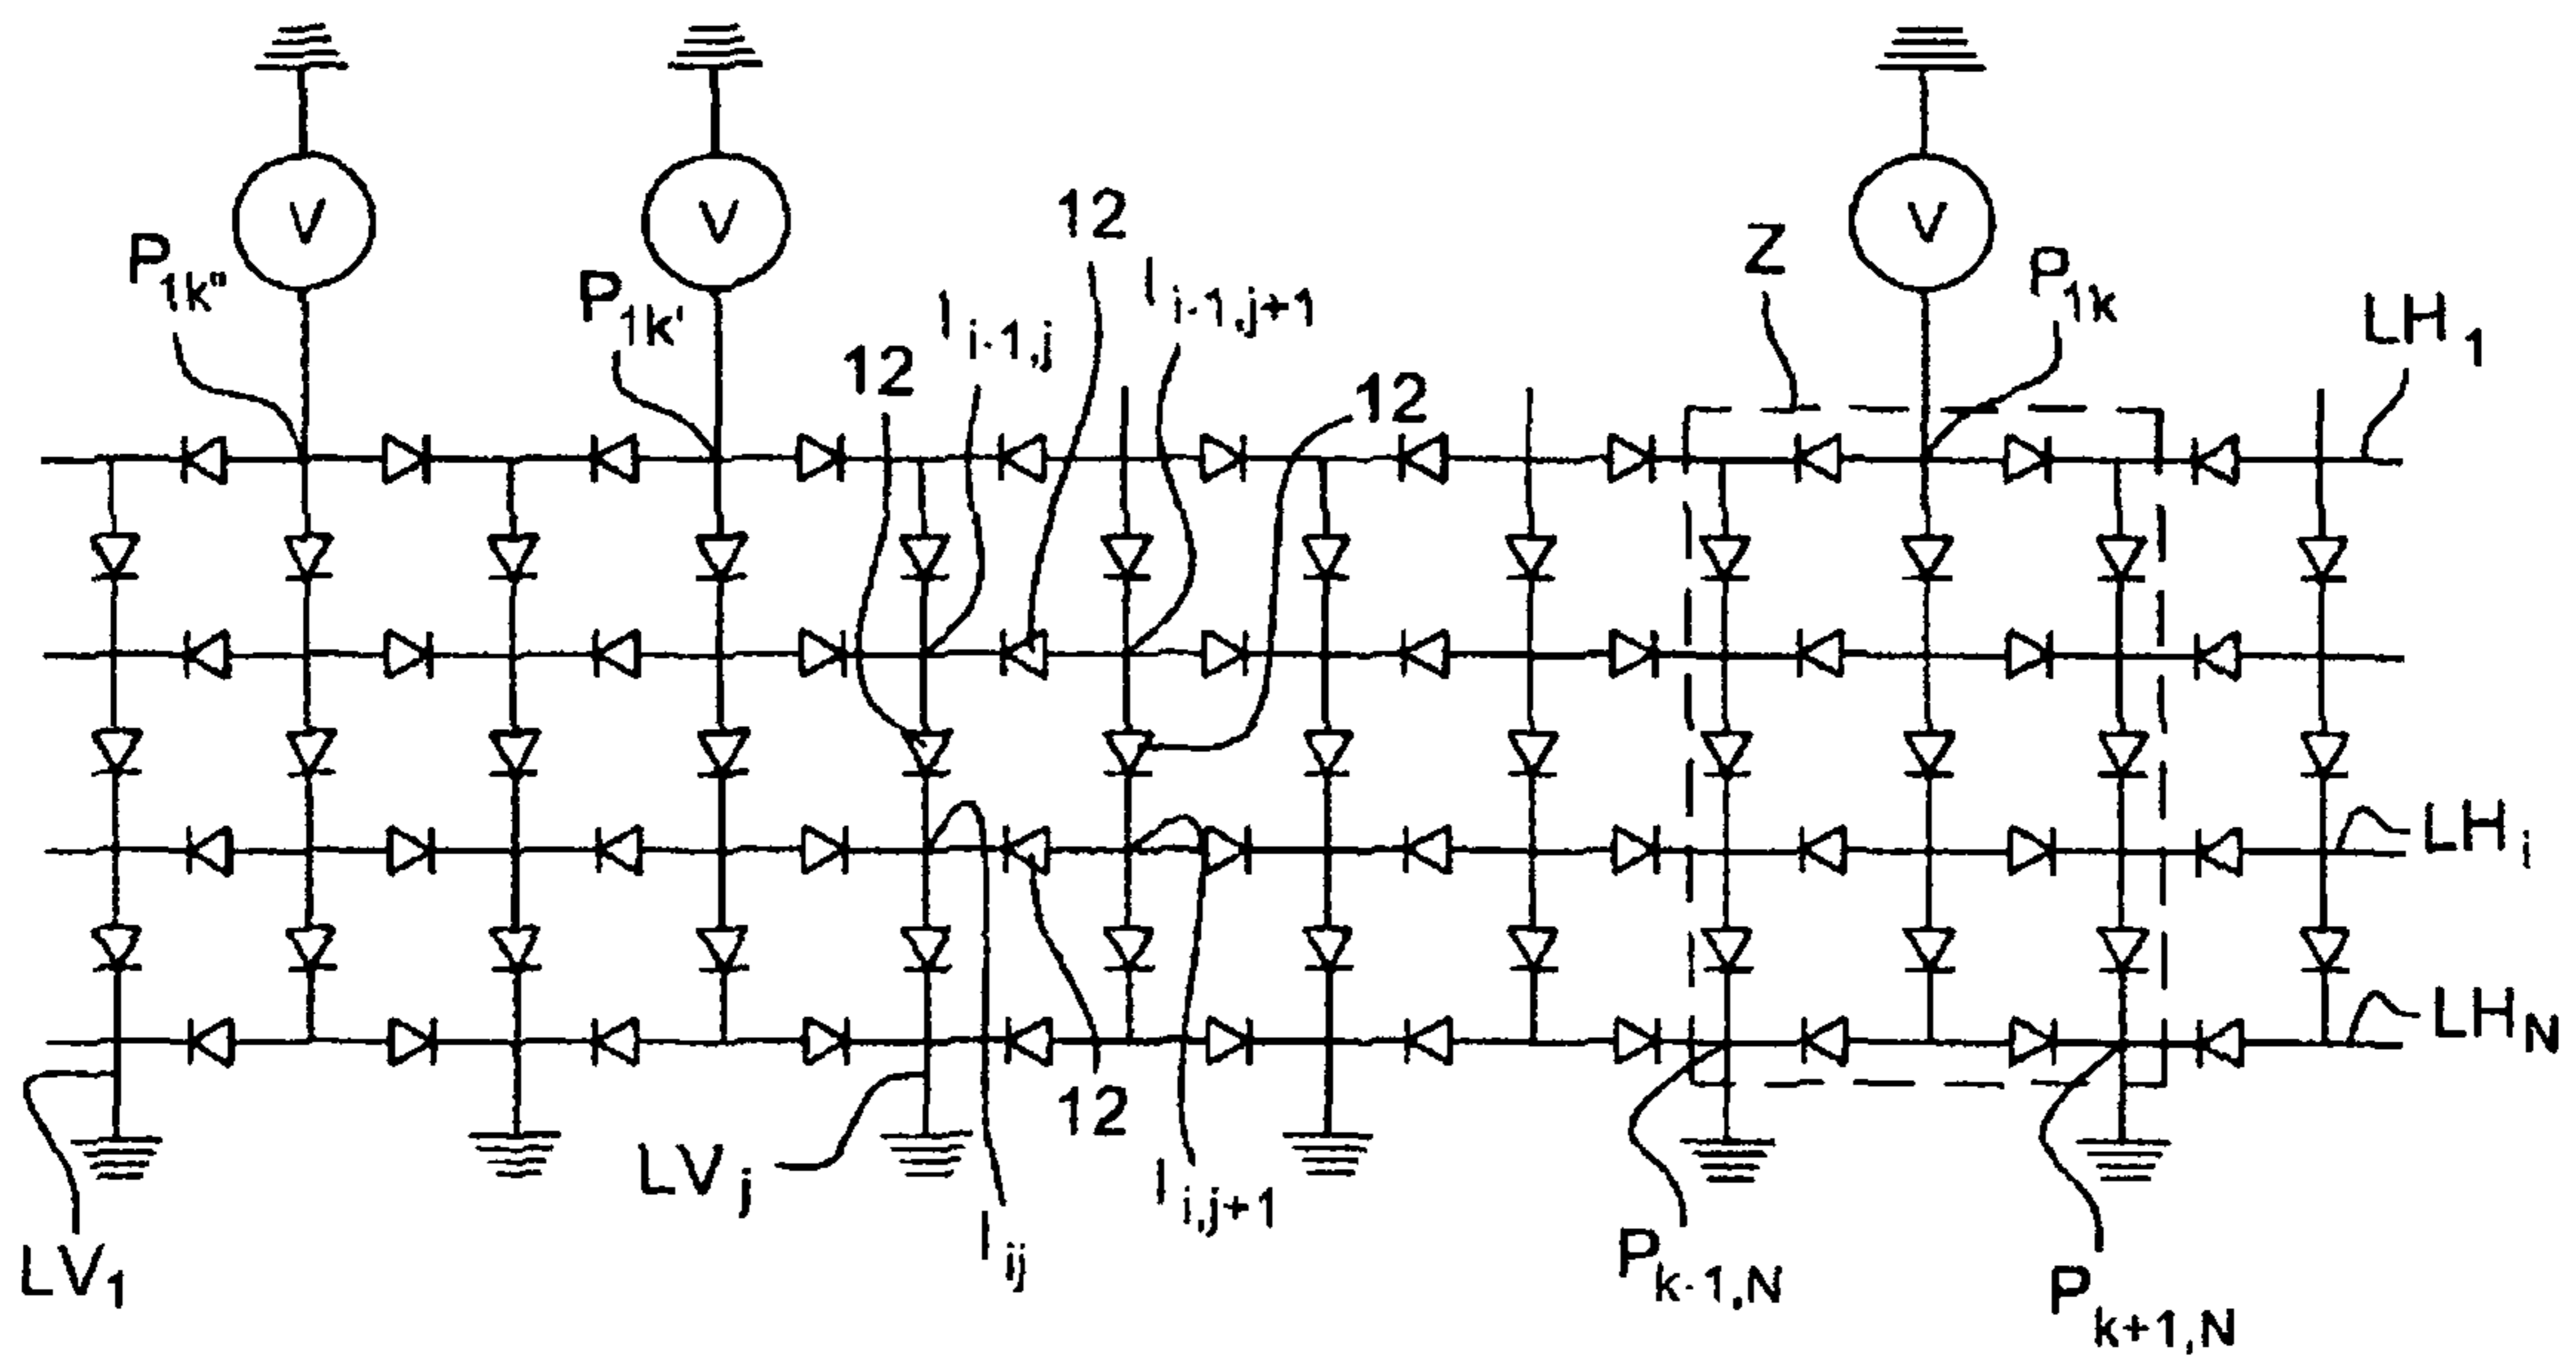 V V V
12
Z
P1k"
P1k'
Ii-1,j
Ii-1,j+1
P1k
LH1
12
12
LHi
LHN
12
LVj
Ii,j+1
Iij
LV1
Pk-1,N
Pk+1,N